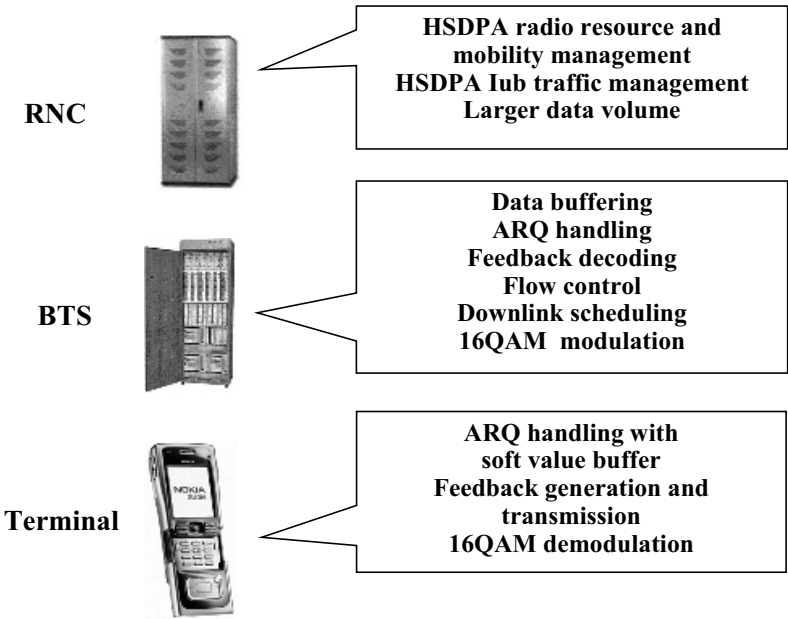 HSDPA radio resource and
mobility management
HSDPA Iub traffic management
Larger data volume
RNC
Data buffering
ARQ handling
Feedback decoding
Flow control
Downlink scheduling
16QAM modulation
BTS
ARQ handling with
soft value buffer
Feedback generation and
transmission
16QAM demodulation
Terminal
NOKIA